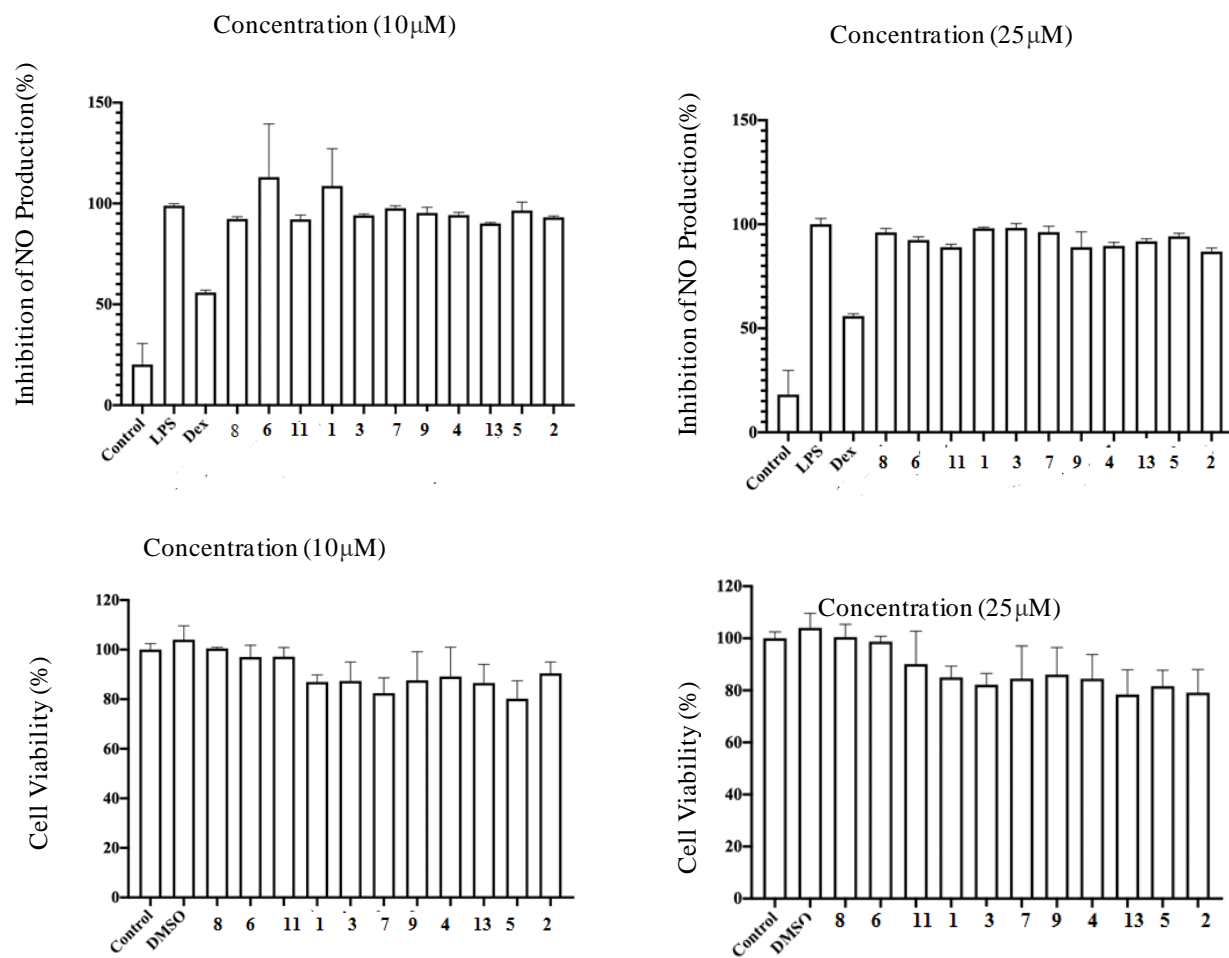 Concentration (10μM)
Inhibition of NO Production(%)
150
100
50
0
Control LPS Dex 8 6 11 1 3 7 9 4 13 5 2
Concentration (25μM)
Inhibition of NO Production(%)
150
100
50
0
Control LPS Dex 8 6 11 1 3 7 9 4 13 5 2
Concentration (10μM)
Cell Viability (%)
120
100
80
60
40
20
0
Control DMSO 8 6 11 1 3 7 9 4 13 5 2
Concentration (25μM)
Cell Viability (%)
120
100
80
60
40
20
0
Control DMSO 8 6 11 1 3 7 9 4 13 5 2